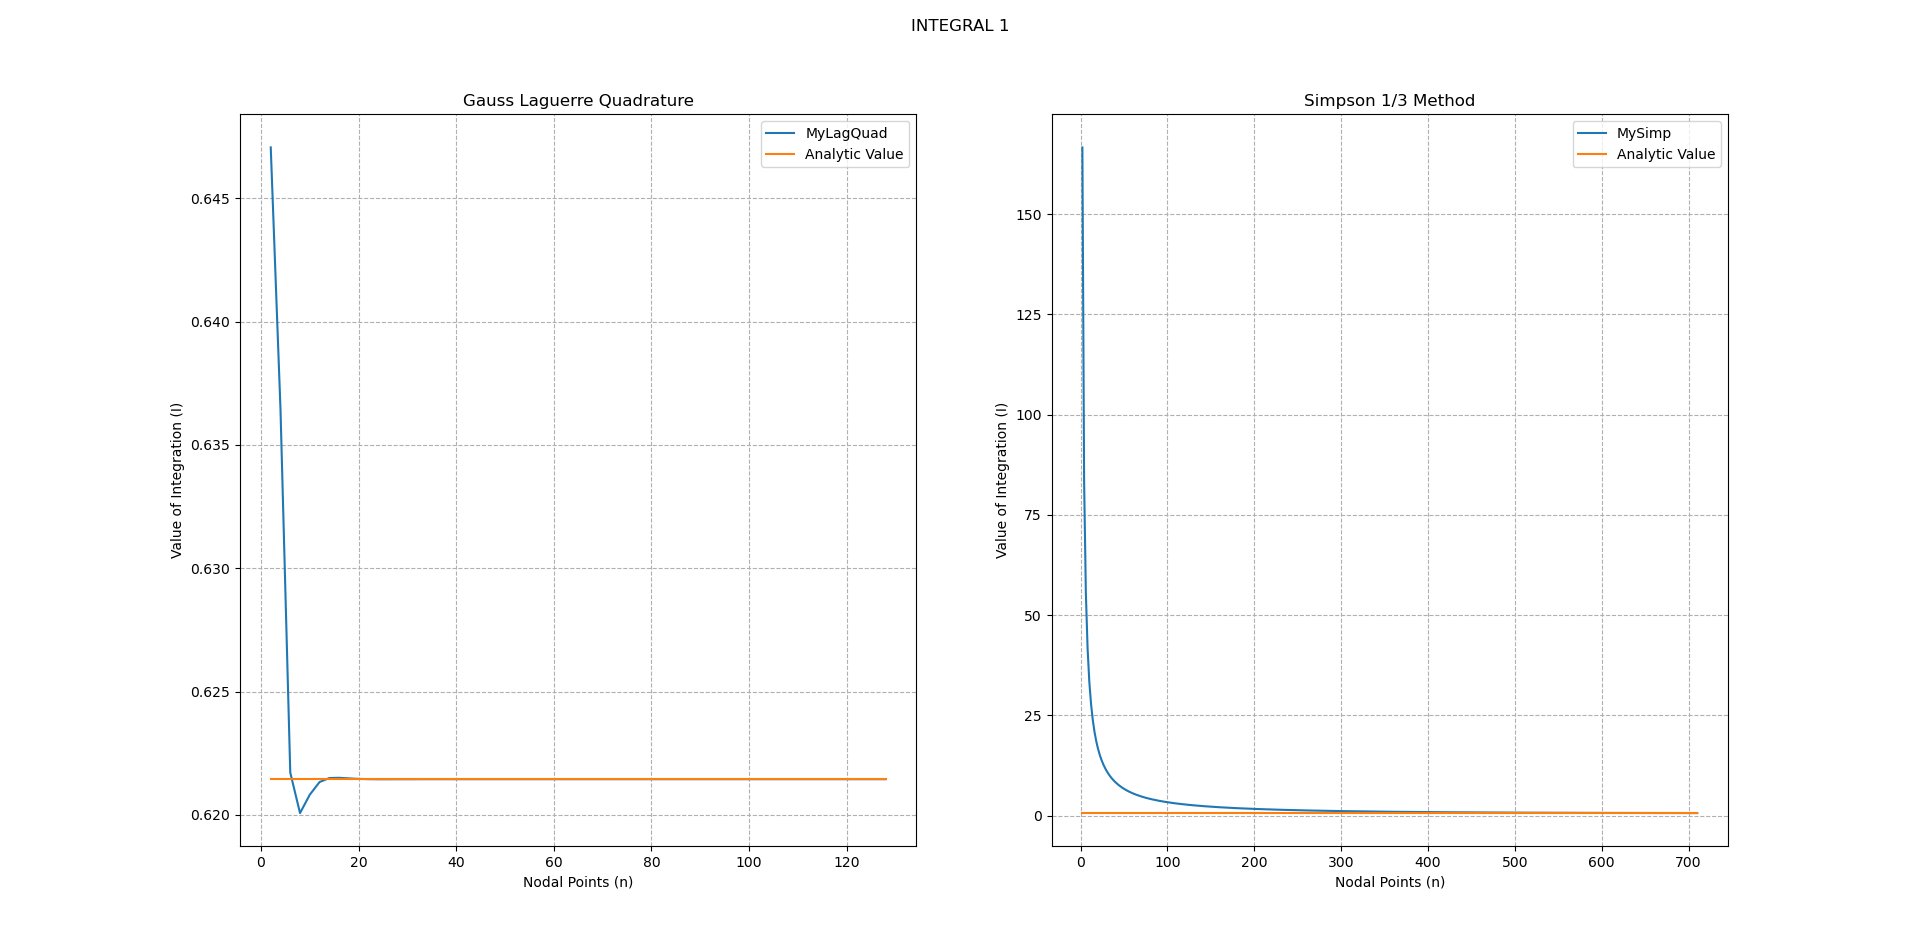 INTEGRAL 1
Gauss Laguerre Quadrature
MyLagQuad
Analytic Value
0.645
0.640
0.635
0.630
0.625
0.620
Value of Integration (I)
0 20 40 60 80 100 120
Nodal Points (n)
Simpson 1/3 Method
MySimp
Analytic Value
150
125
100
75
50
25
0
Value of Integration (I)
0 100 200 300 400 500 600 700
Nodal Points (n)